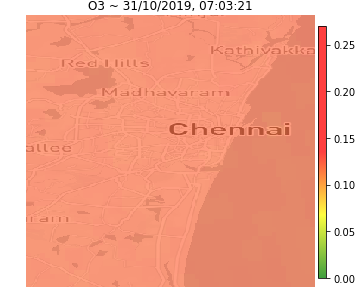 O3 ~ 31/10/2019, 07:03:21
Kathivakka
Red Hills
Madhavaram
Chennai
allee
ram
0.25
0.20
0.15
0.10
0.05
0.00